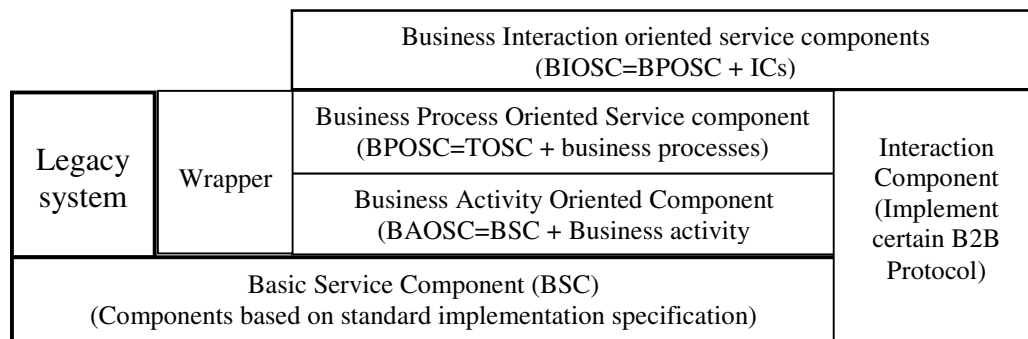 Business Interaction oriented service components
(BIOSC=BPOSC + ICs)
Legacy
system
Wrapper
Business Process Oriented Service component
(BPOSC=TOSC + business processes)
Business Activity Oriented Component
(BAOSC=BSC + Business activity
Interaction
Component
(Implement
certain B2B
Protocol)
Basic Service Component (BSC)
(Components based on standard implementation specification)